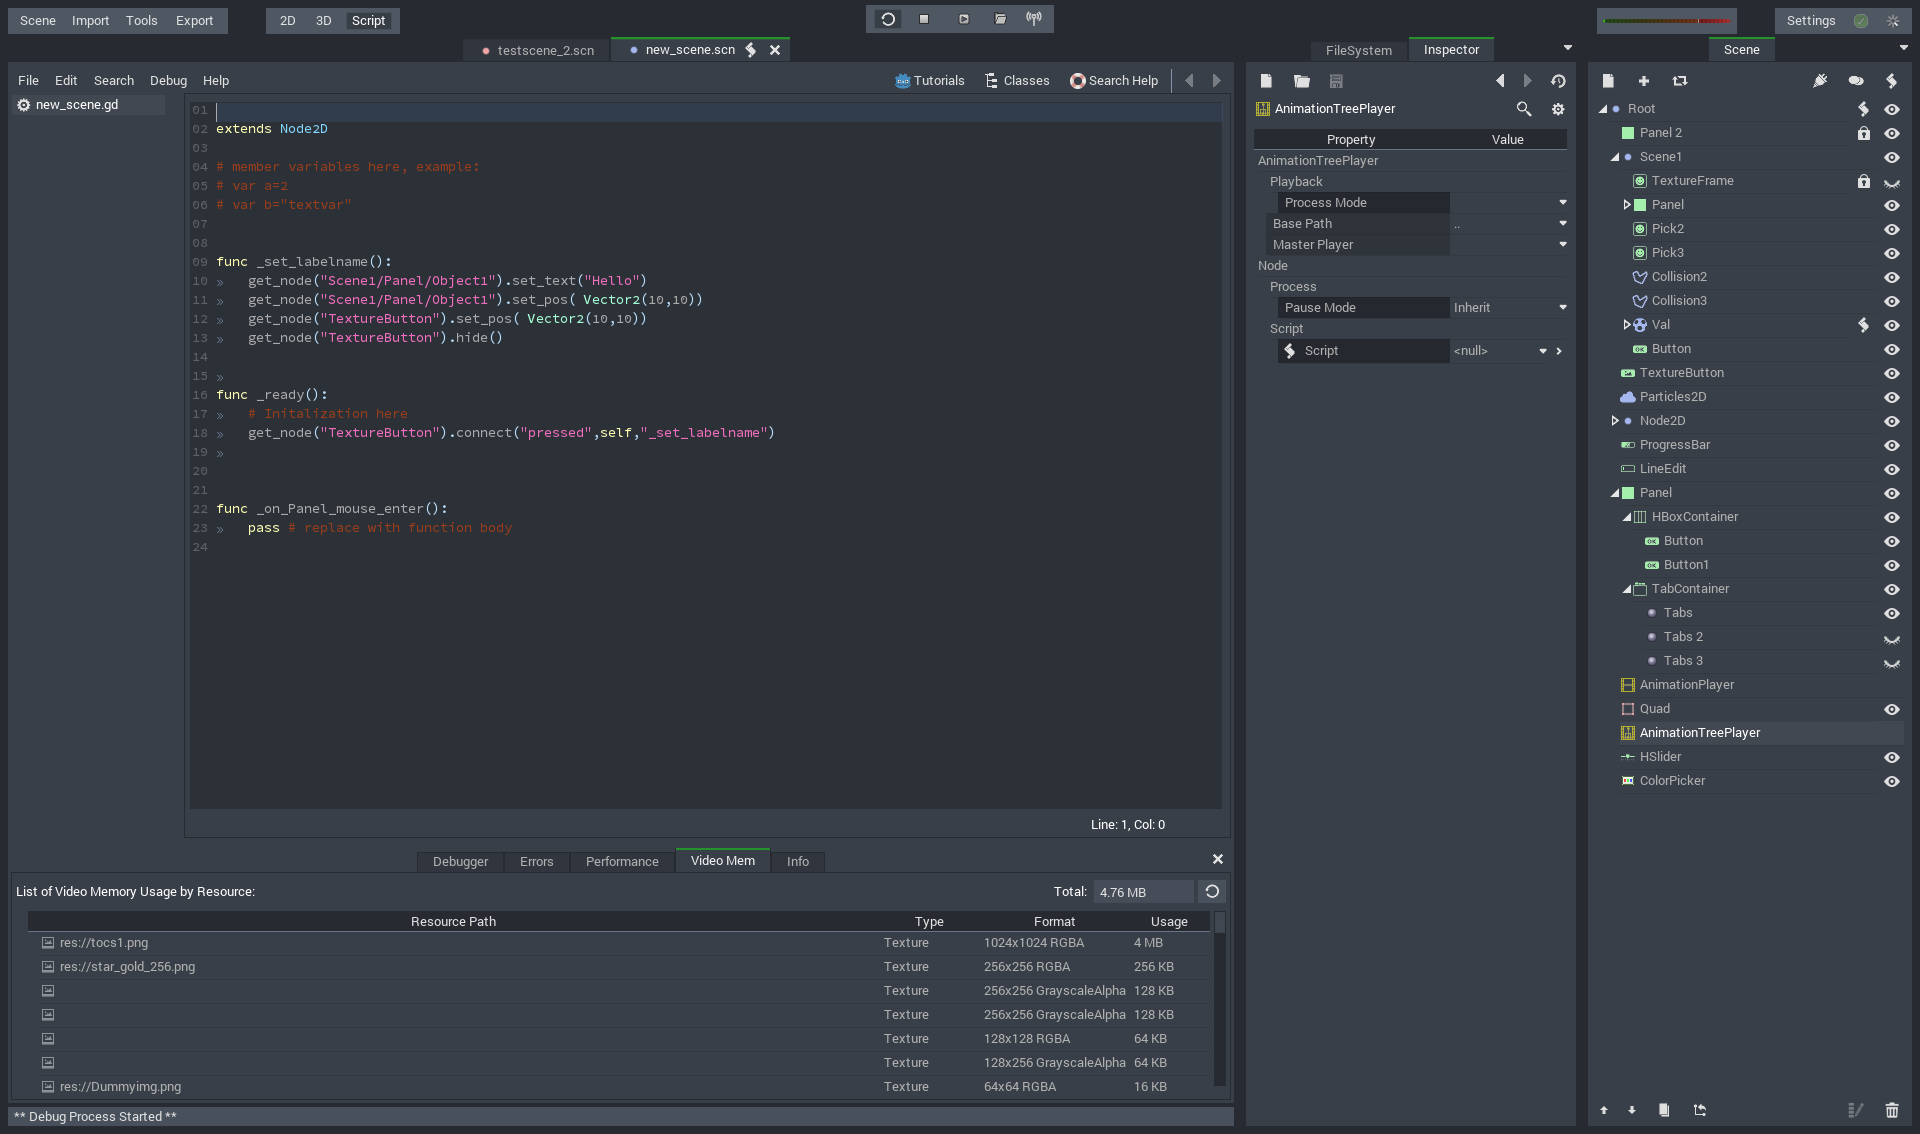 Scene Import Tools Export 2D 3D Script Settings
testscene_2.scn new_scene.scn FileSystem Inspector Scene
File Edit Search Debug Help Tutorials Classes Search Help
new_scene.gd
01
02 extends Node2D
03
04 # member variables here, example:
05 # var a=2
06 # var b="textvar"
07
08
09 func _set_labelname():
10 » get_node("Scene1/Panel/Object1").set_text("Hello")
11 » get_node("Scene1/Panel/Object1").set_pos( Vector2(10,10))
12 » get_node("TextureButton").set_pos( Vector2(10,10))
13 » get_node("TextureButton").hide()
14
15 »
16 func _ready():
17 » # Initalization here
18 » get_node("TextureButton").connect("pressed",self,"_set_labelname")
19 »
20
21
22 func _on_Panel_mouse_enter():
23 » pass # replace with function body
24
Line: 1, Col: 0
Debugger Errors Performance Video Mem Info
List of Video Memory Usage by Resource: Total: 4.76 MB
Resource Path Type Format Usage
res://tocs1.png Texture 1024x1024 RGBA 4 MB
res://star_gold_256.png Texture 256x256 RGBA 256 KB
Texture 256x256 GrayscaleAlpha 128 KB
Texture 256x256 GrayscaleAlpha 128 KB
Texture 128x128 RGBA 64 KB
Texture 128x256 GrayscaleAlpha 64 KB
res://Dummyimg.png Texture 64x64 RGBA 16 KB
** Debug Process Started **
AnimationTreePlayer
Property Value
AnimationTreePlayer
Playback
Process Mode
Base Path ..
Master Player
Node
Process
Pause Mode Inherit
Script
Script <null>
Root
Panel 2
Scene1
TextureFrame
Panel
Pick2
Pick3
Collision2
Collision3
Val
Button
TextureButton
Particles2D
Node2D
ProgressBar
LineEdit
Panel
HBoxContainer
Button
Button1
TabContainer
Tabs
Tabs 2
Tabs 3
AnimationPlayer
Quad
AnimationTreePlayer
HSlider
ColorPicker